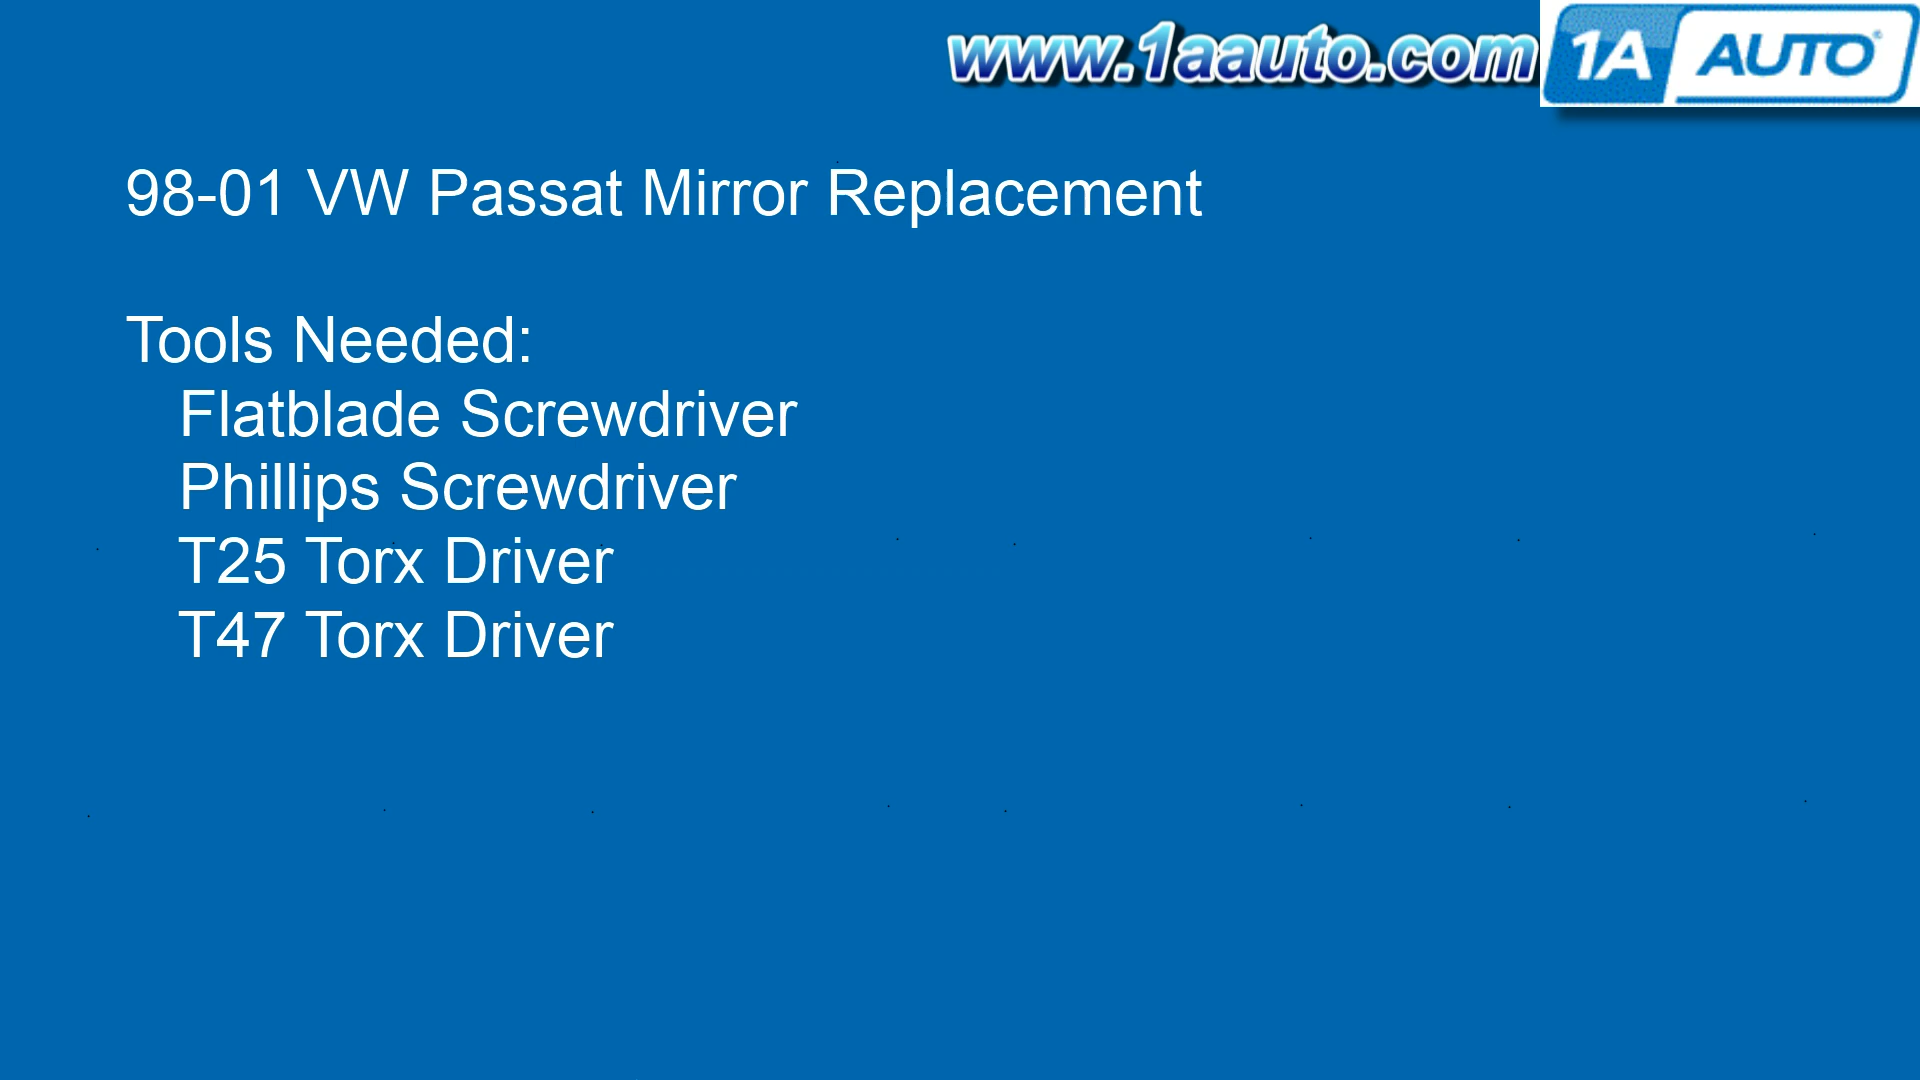 www.1aauto.com
1A AUTO®
98-01 VW Passat Mirror Replacement
Tools Needed:
Flatblade Screwdriver
Phillips Screwdriver
T25 Torx Driver
T47 Torx Driver